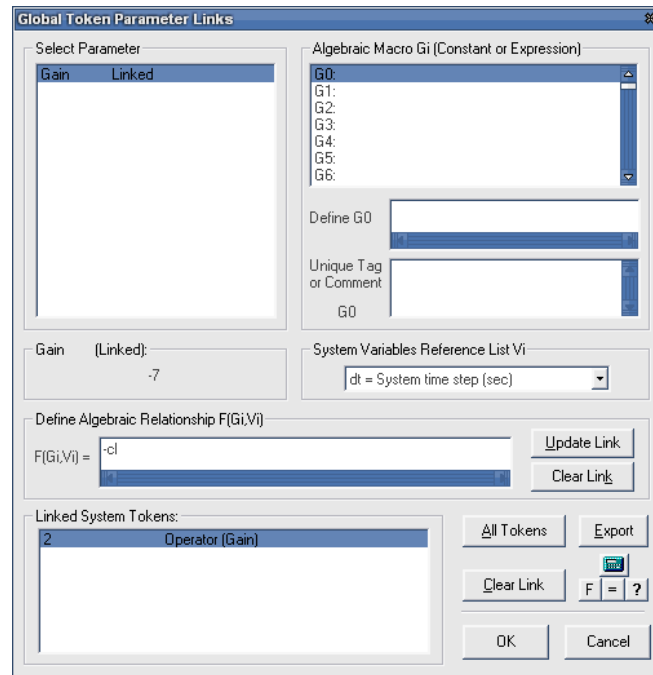 Global Token Parameter Links
Select Parameter
Gain Linked
Algebraic Macro Gi (Constant or Expression)
G0:
G1:
G2:
G3:
G4:
G5:
G6:
Define G0
Unique Tag
or Comment
G0
Gain (Linked):
-7
System Variables Reference List Vi
dt = System time step (sec)
Define Algebraic Relationship F(Gi,Vi)
F(Gi,Vi) = -cl
Update Link
Clear Link
Linked System Tokens:
2 Operator (Gain)
All Tokens Export
Clear Link F = ?
OK Cancel